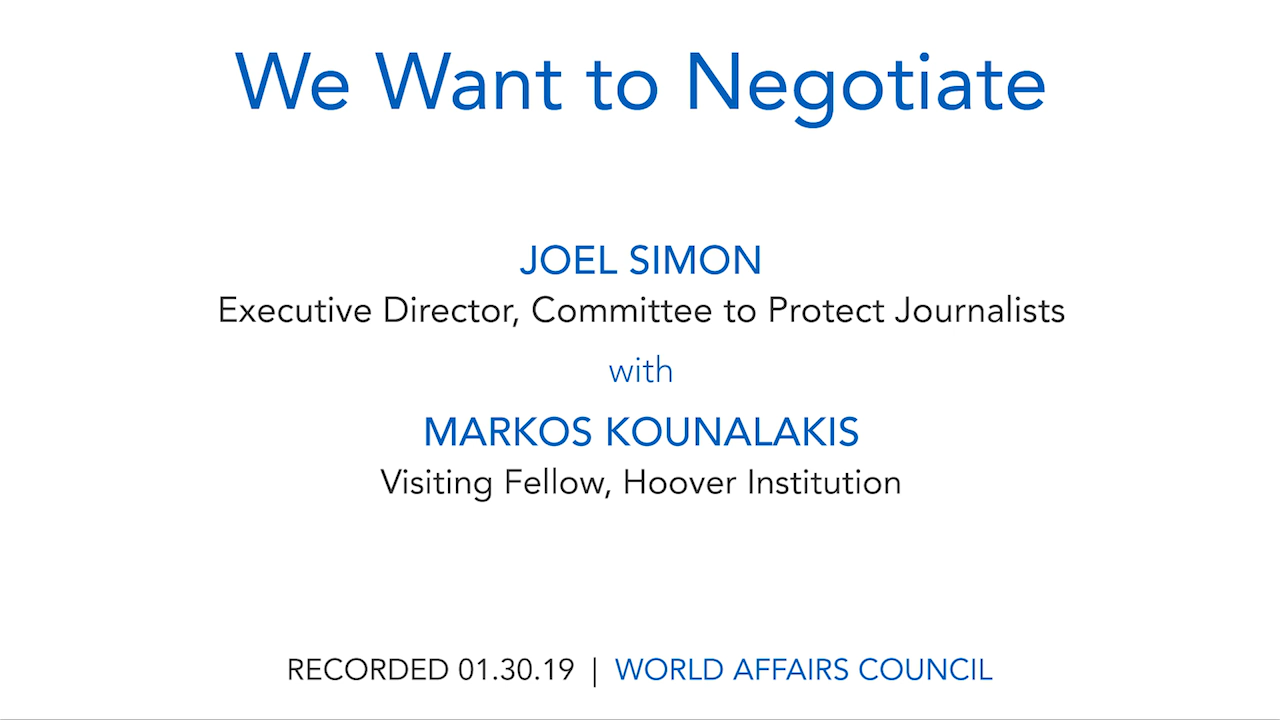 We Want to Negotiate
JOEL SIMON
Executive Director, Committee to Protect Journalists
with
MARKOS KOUNALAKIS
Visiting Fellow, Hoover Institution
RECORDED 01.30.19 | WORLD AFFAIRS COUNCIL